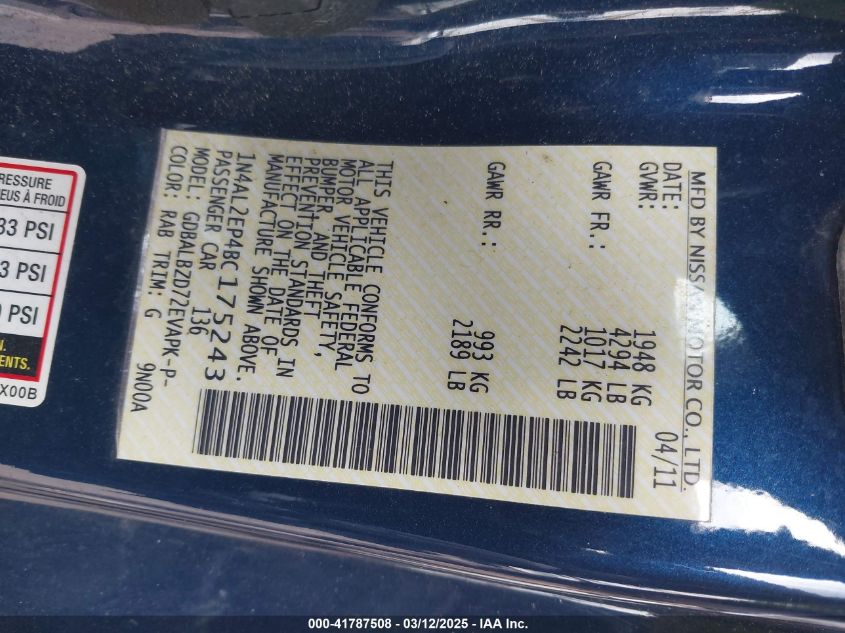 MFD BY NISSAN MOTOR CO., LTD.
DATE: 04/11
GVWR: 1948 KG
4294 LB
GAWR FR.: 1017 KG
2242 LB
GAWR RR.: 993 KG
2189 LB
THIS VEHICLE CONFORMS TO
ALL APPLICABLE FEDERAL
MOTOR VEHICLE SAFETY,
BUMPER AND THEFT
PREVENTION STANDARDS IN
EFFECT ON THE DATE OF
MANUFACTURE SHOWN ABOVE.
1N4AL2EP4BC175243
PASSENGER CAR 136
MODEL: GDBALBZD72EVAPK-P-
COLOR: RAB TRIM: G 9N00A
RESSURE
EUS À FROID
33 PSI
3 PSI
PSI
N.
ENTS.
X00B
000-41787508 - 03/12/2025 - IAA, Inc.